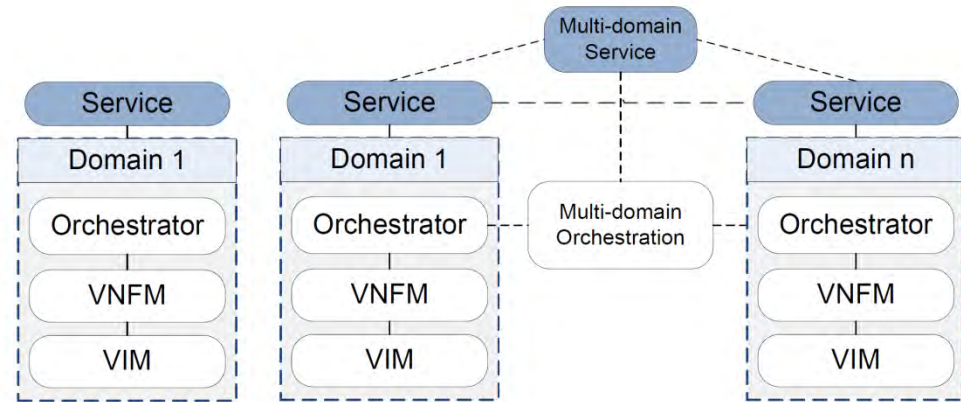 Multi-domain
Service
Service
Service
Service
Domain 1
Domain 1
Domain n
Orchestrator
Orchestrator
Multi-domain
Orchestration
Orchestrator
VNFM
VNFM
VNFM
VIM
VIM
VIM